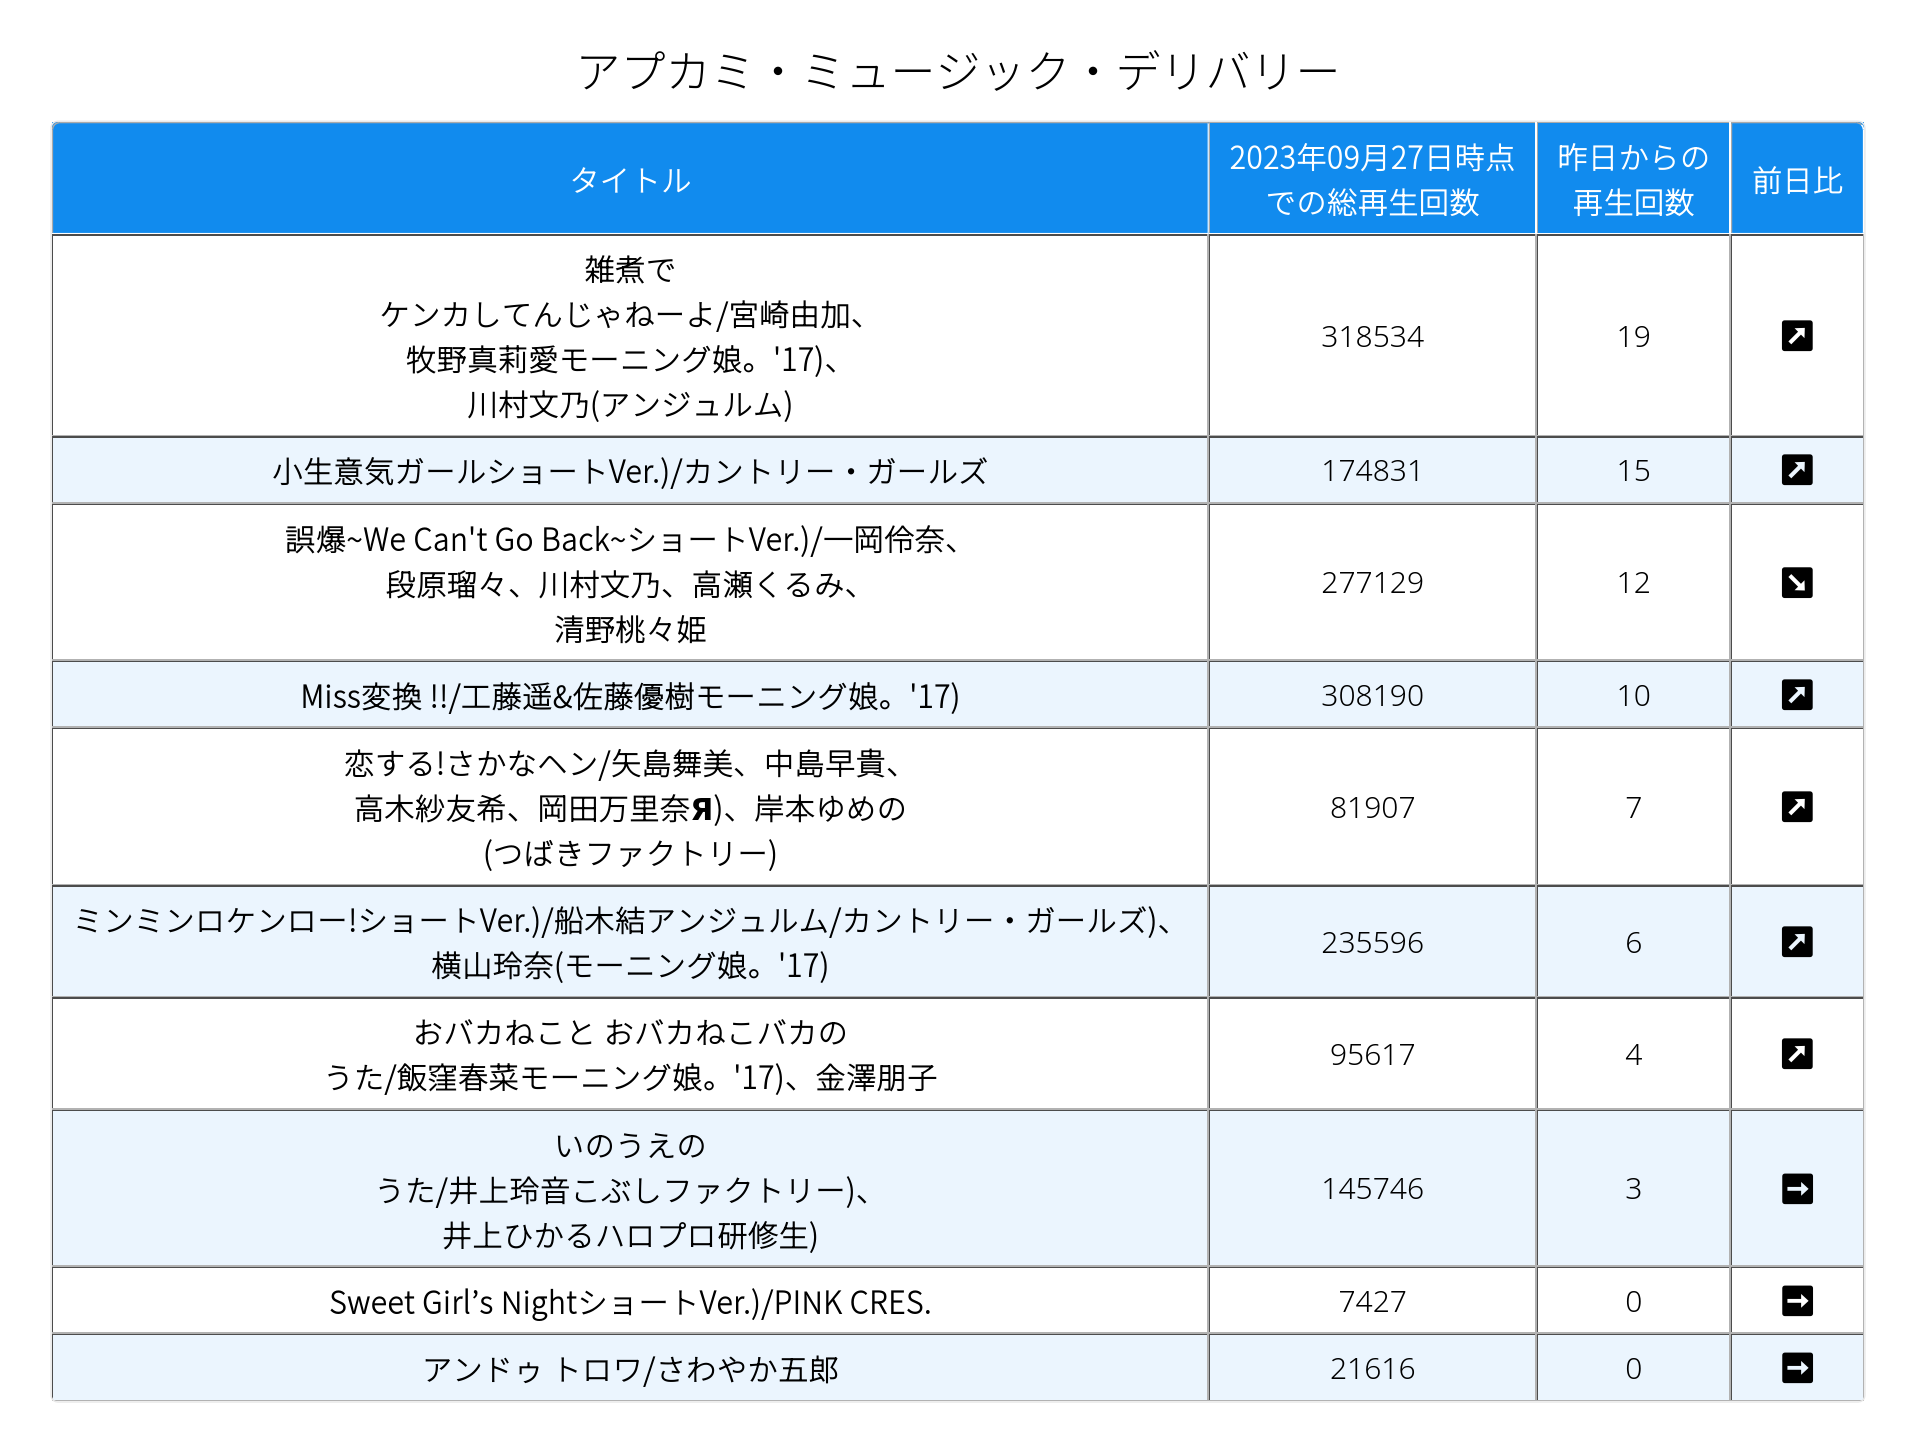 アプカミ・ミュージック・デリバリー
タイトル
2023年09月27日時点
での総再生回数
昨日からの
再生回数
前日比
雑煮で
ケンカしてんじゃねーよ/宮崎由加、
牧野真莉愛モーニング娘。'17)、
川村文乃(アンジュルム)
318534
19
小生意気ガールショートVer.)/カントリー・ガールズ
174831
15
誤爆~We Can't Go Back~ショートVer.)/一岡伶奈、
段原瑠々、川村文乃、高瀬くるみ、
清野桃々姫
277129
12
Miss変換 !!/工藤遥&佐藤優樹モーニング娘。'17)
308190
10
恋する!さかなヘン/矢島舞美、中島早貴、
高木紗友希、岡田万里奈Я)、岸本ゆめの
(つばきファクトリー)
81907
7
ミンミンロケンロー!ショートVer.)/船木結アンジュルム/カントリー・ガールズ)、
横山玲奈(モーニング娘。'17)
235596
6
おバカねこと おバカねこバカの
うた/飯窪春菜モーニング娘。'17)、金澤朋子
95617
4
いのうえの
うた/井上玲音こぶしファクトリー)、
井上ひかるハロプロ研修生)
145746
3
Sweet Girl’s NightショートVer.)/PINK CRES.
7427
0
アンドゥ トロワ/さわやか五郎
21616
0